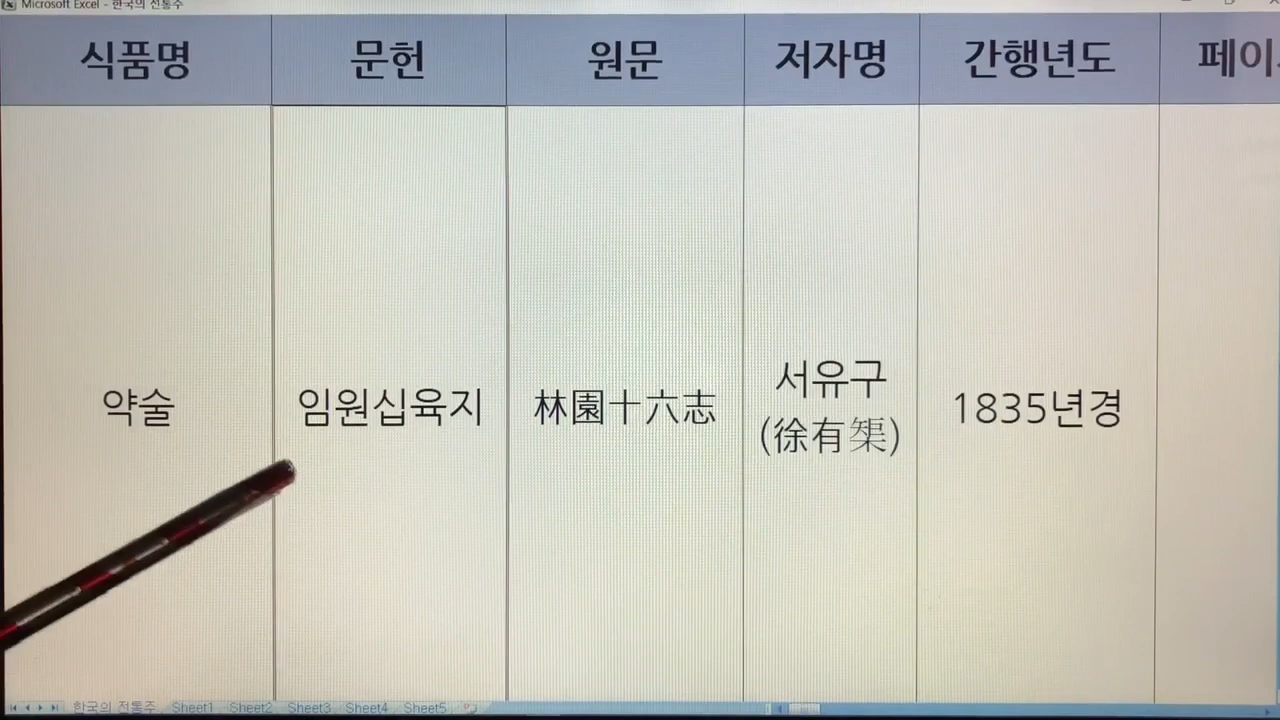 Microsoft Excel - 한국의 전통주
식품명 문헌 원문 저자명 간행년도 페이
약술 임원십육지 林園十六志 서유구 (徐有榘) 1835년경
한국의 전통주 Sheet1 Sheet2 Sheet3 Sheet4 Sheet5